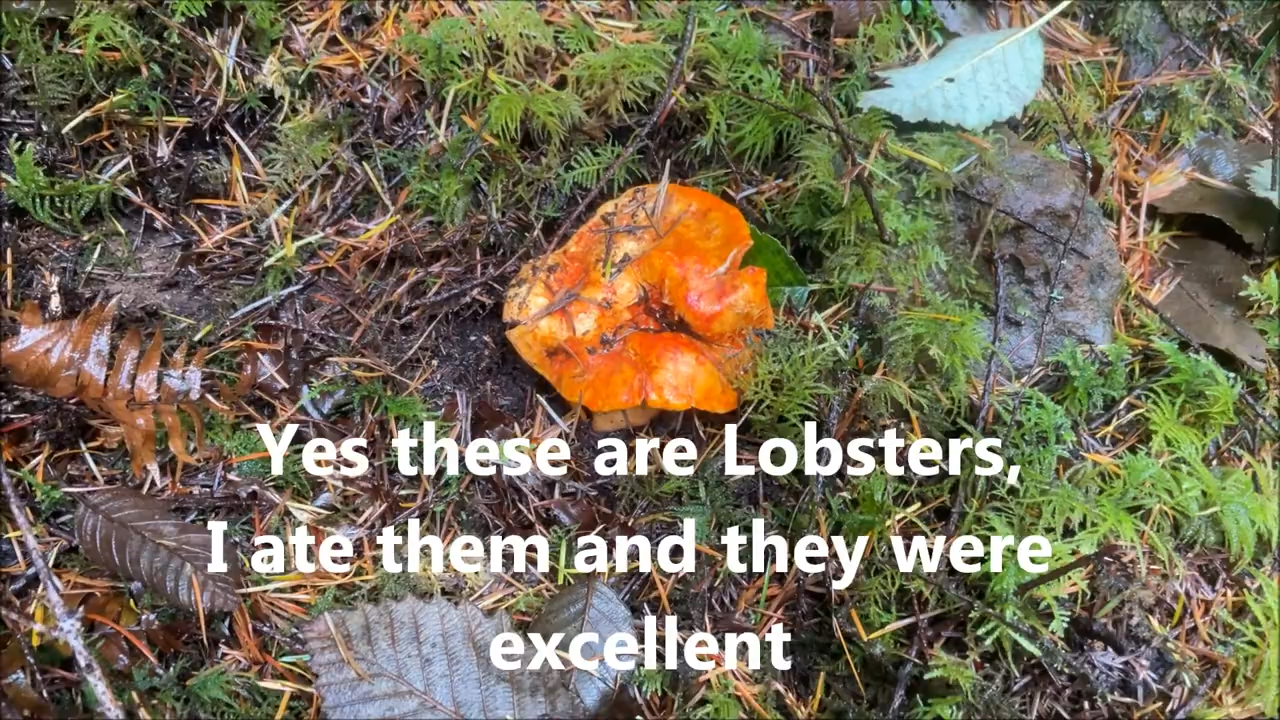 Yes these are Lobsters,
I ate them and they were
excellent